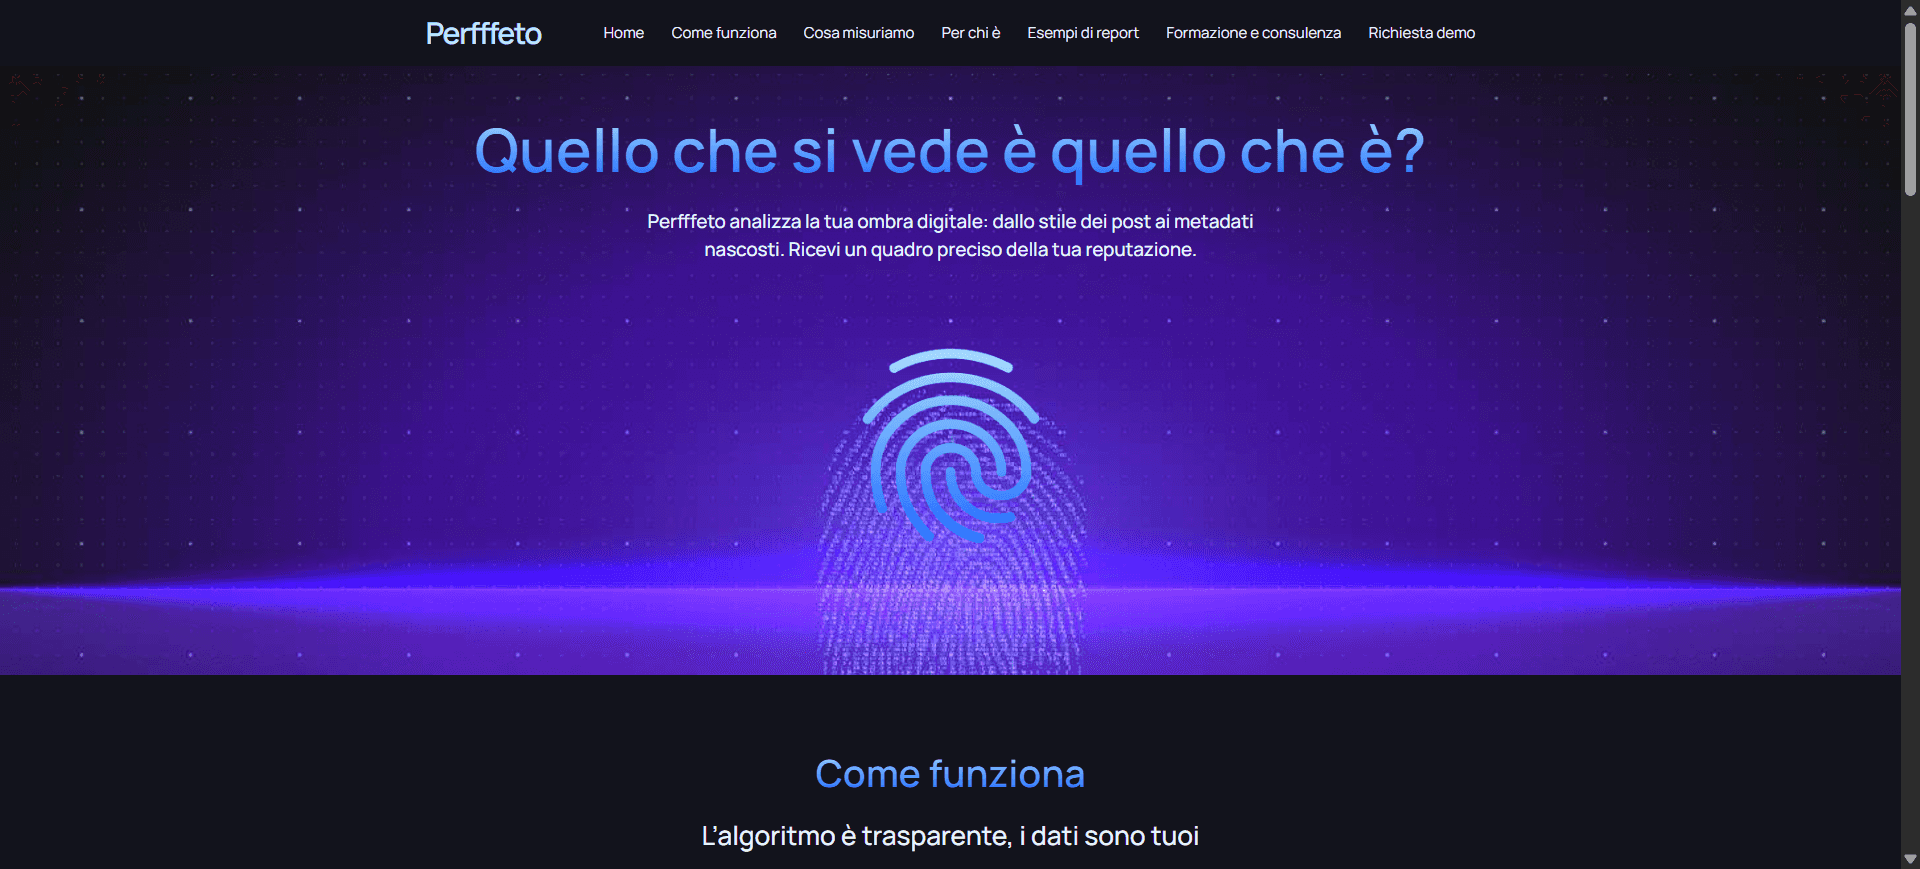 Perfffeto
Home
Come funziona
Cosa misuriamo
Per chi è
Esempi di report
Formazione e consulenza
Richiesta demo
Quello che si vede è quello che è?
Perfffeto analizza la tua ombra digitale: dallo stile dei post ai metadati
nascosti. Ricevi un quadro preciso della tua reputazione.
Come funziona
L'algoritmo è trasparente, i dati sono tuoi